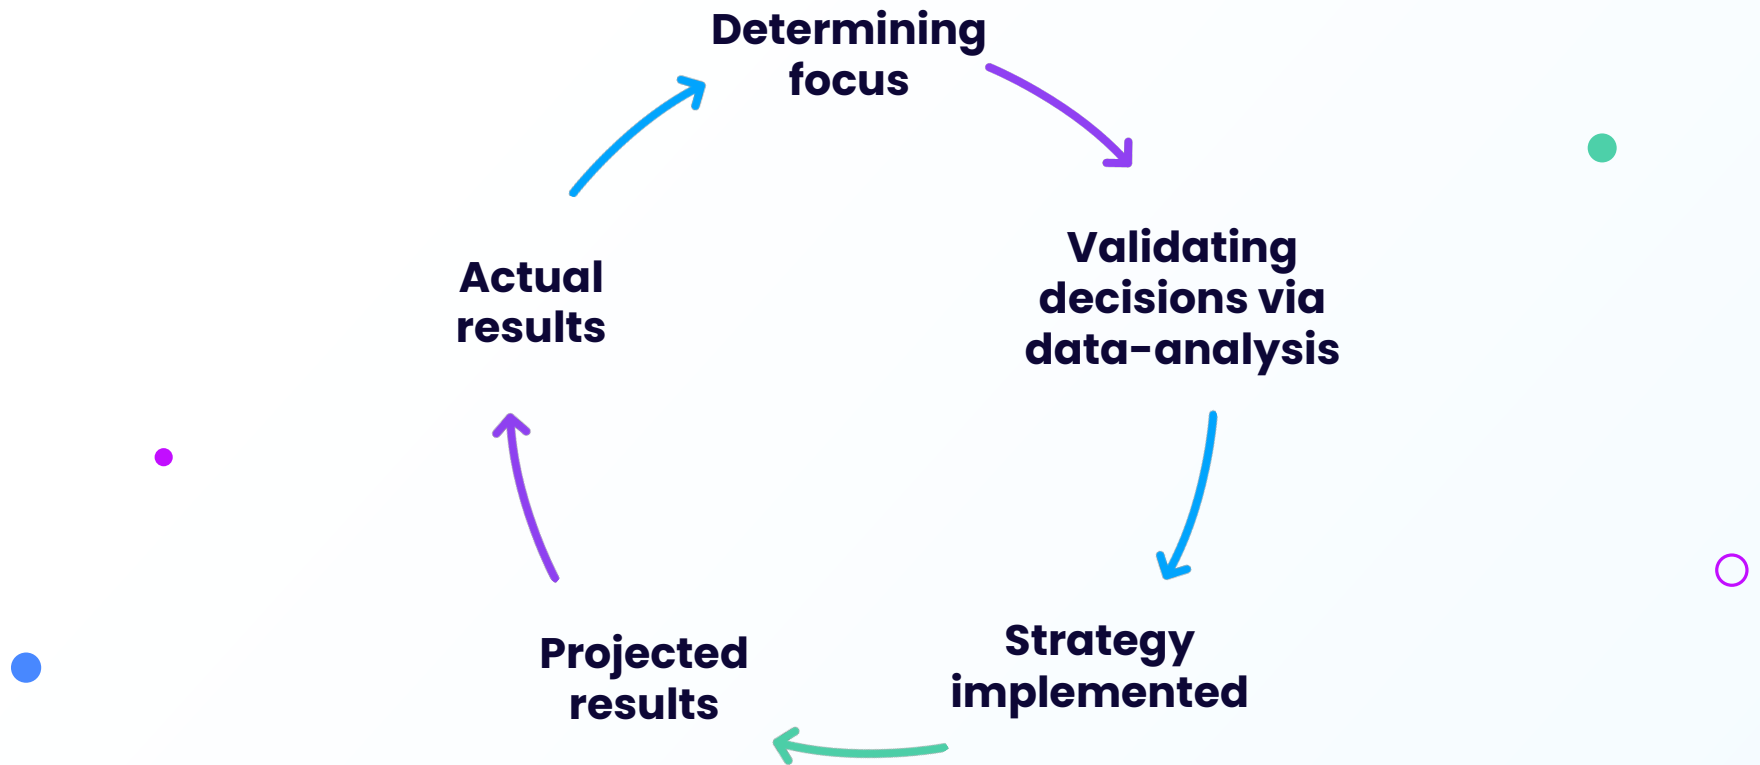 Determining
focus
Validating
decisions via
data-analysis
Strategy
implemented
Projected
results
Actual
results